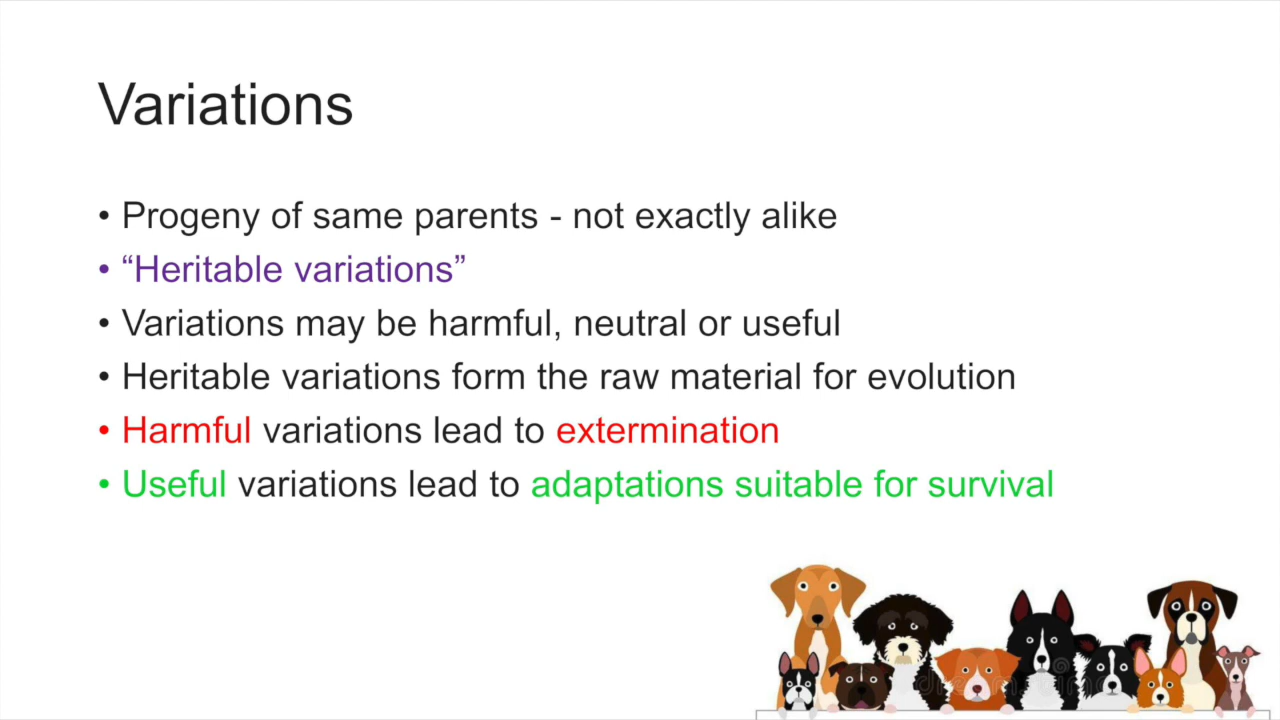 Variations
• Progeny of same parents - not exactly alike
• “Heritable variations”
• Variations may be harmful, neutral or useful
• Heritable variations form the raw material for evolution
• Harmful variations lead to extermination
• Useful variations lead to adaptations suitable for survival